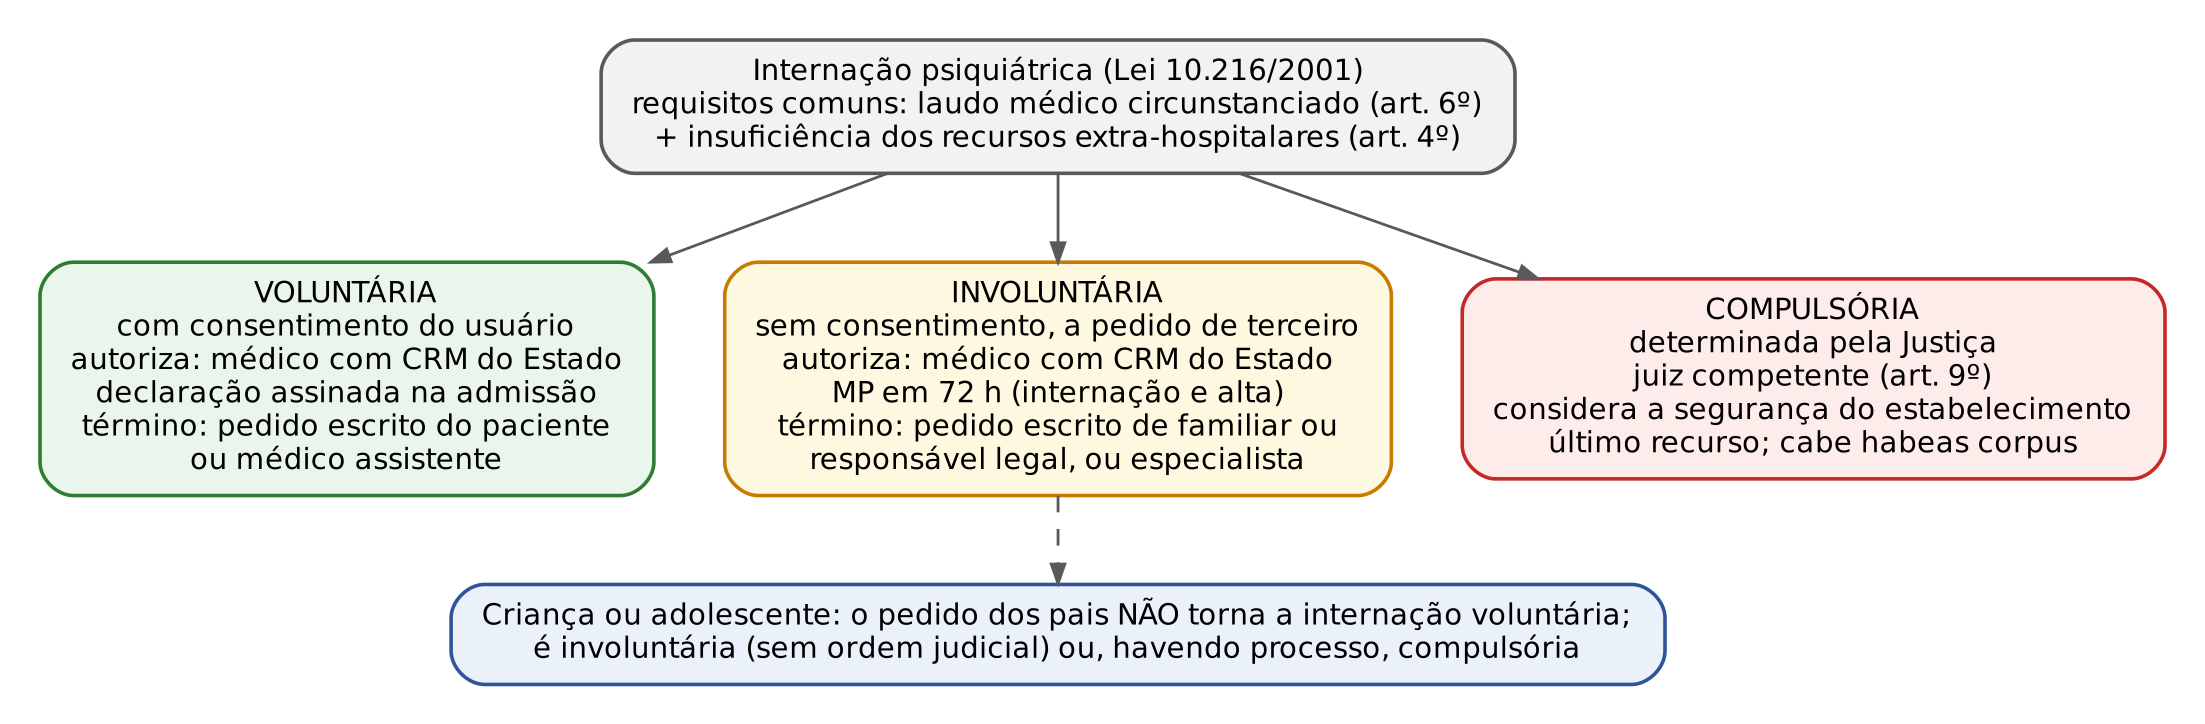 Internação psiquiátrica (Lei 10.216/2001)
requisitos comuns: laudo médico circunstanciado (art. 6º)
+ insuficiência dos recursos extra-hospitalares (art. 4º)
VOLUNTÁRIA
com consentimento do usuário
autoriza: médico com CRM do Estado
declaração assinada na admissão
término: pedido escrito do paciente
ou médico assistente
INVOLUNTÁRIA
sem consentimento, a pedido de terceiro
autoriza: médico com CRM do Estado
MP em 72 h (internação e alta)
término: pedido escrito de familiar ou
responsável legal, ou especialista
COMPULSÓRIA
determinada pela Justiça
juiz competente (art. 9º)
considera a segurança do estabelecimento
último recurso; cabe habeas corpus
Criança ou adolescente: o pedido dos pais NÃO torna a internação voluntária;
é involuntária (sem ordem judicial) ou, havendo processo, compulsória